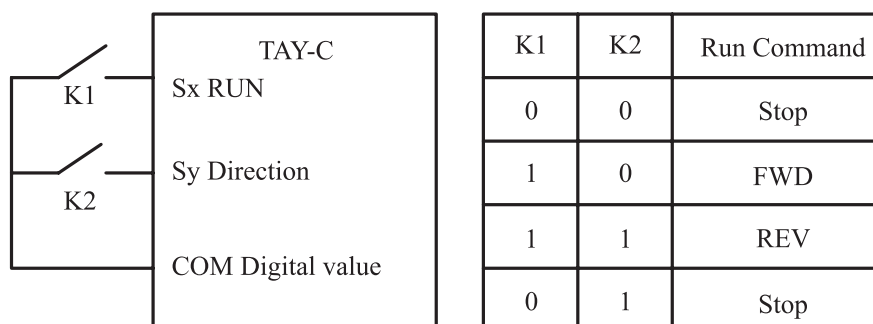 TAY-C
K1
Sx RUN
K2
Sy Direction
COM Digital value
K1 K2 Run Command
0 0 Stop
1 0 FWD
1 1 REV
0 1 Stop